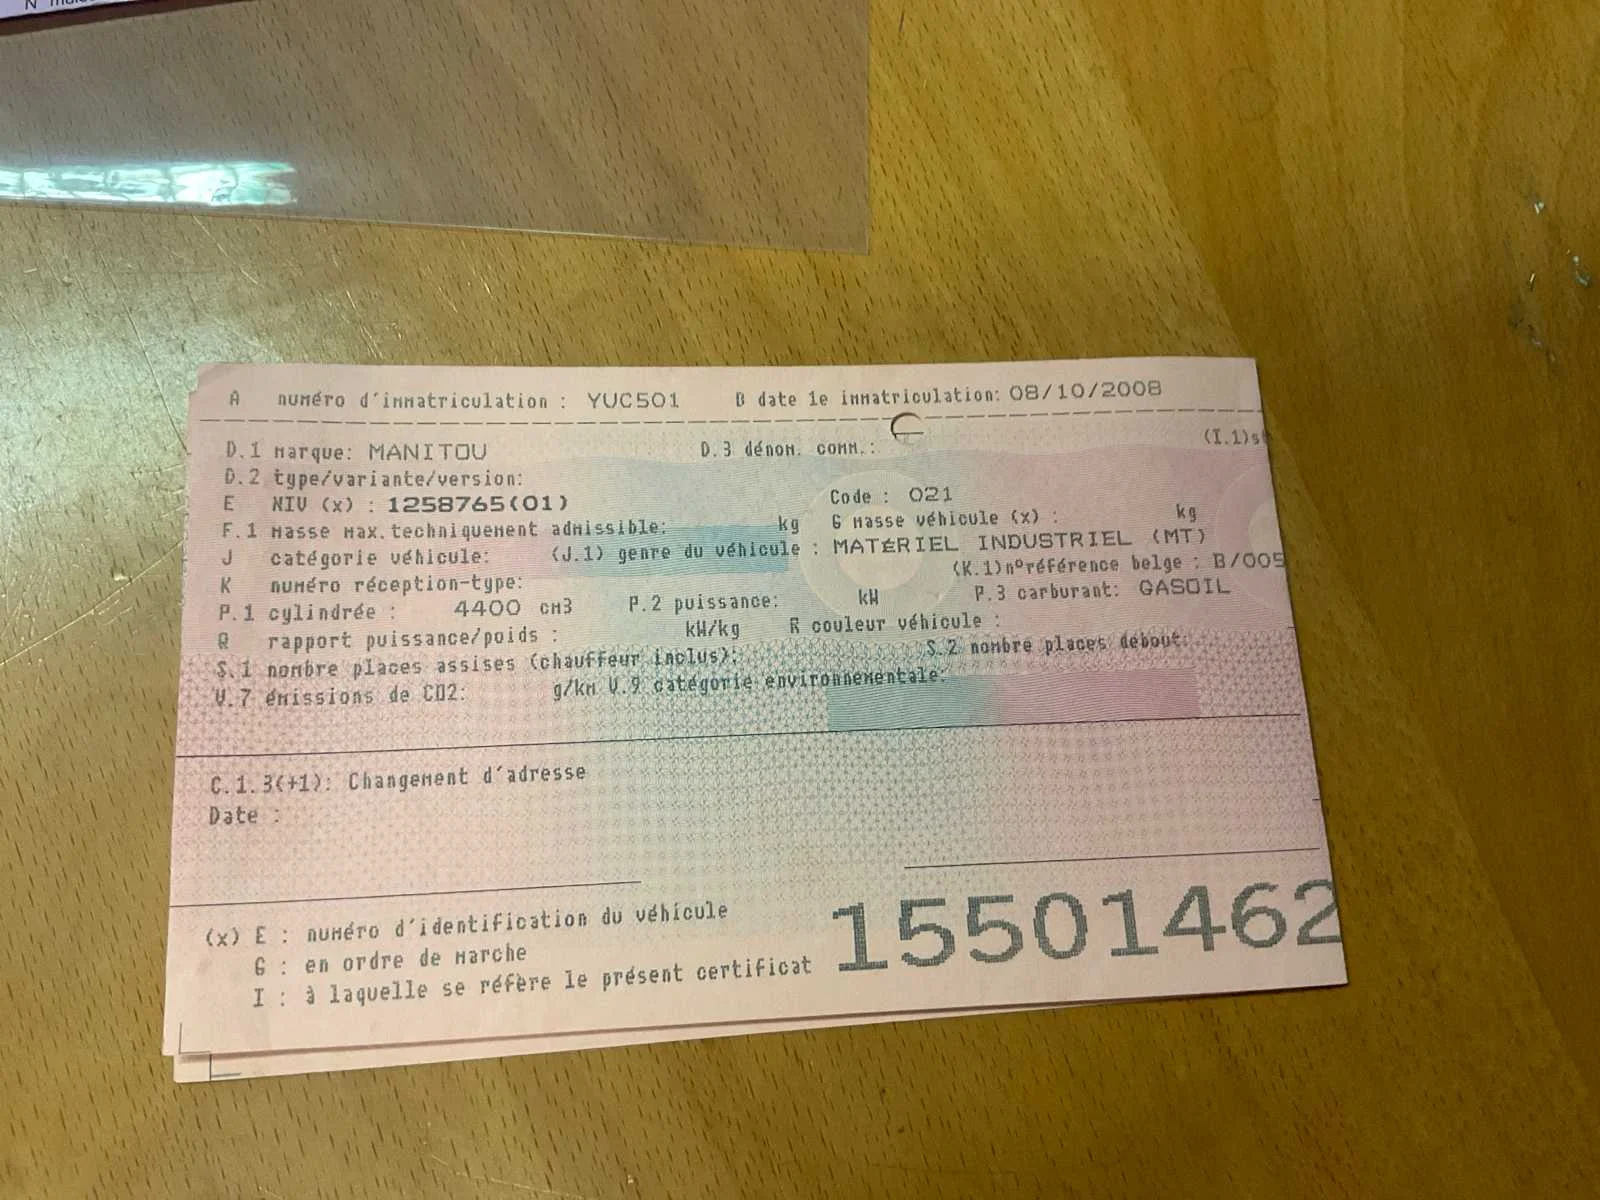 N°
A numéro d'immatriculation : YUC501 B date 1e immatriculation: 08/10/2008
D.1 marque: MANITOU D.3 dénom. comm.: (I.1)
D.2 type/variante/version:
E NIV (x) : 1258765(01) Code : 021
F.1 masse max.techniquement admissible: kg G masse véhicule (x) : kg
J catégorie véhicule: (J.1) genre du véhicule : MATÉRIEL INDUSTRIEL (MT)
K numéro réception-type: (K.1)n°référence belge : B/005
P.1 cylindrée : 4400 cm3 P.2 puissance: kW P.3 carburant: GASOIL
Q rapport puissance/poids : kW/kg R couleur véhicule :
S.1 nombre places assises (chauffeur inclus): S.2 nombre places debout:
V.7 émissions de CO2: g/km V.9 catégorie environnementale:
C.1.3(+1): Changement d'adresse
Date :
(x) E : numéro d'identification du véhicule
G : en ordre de marche
I : à laquelle se réfère le présent certificat
15501462